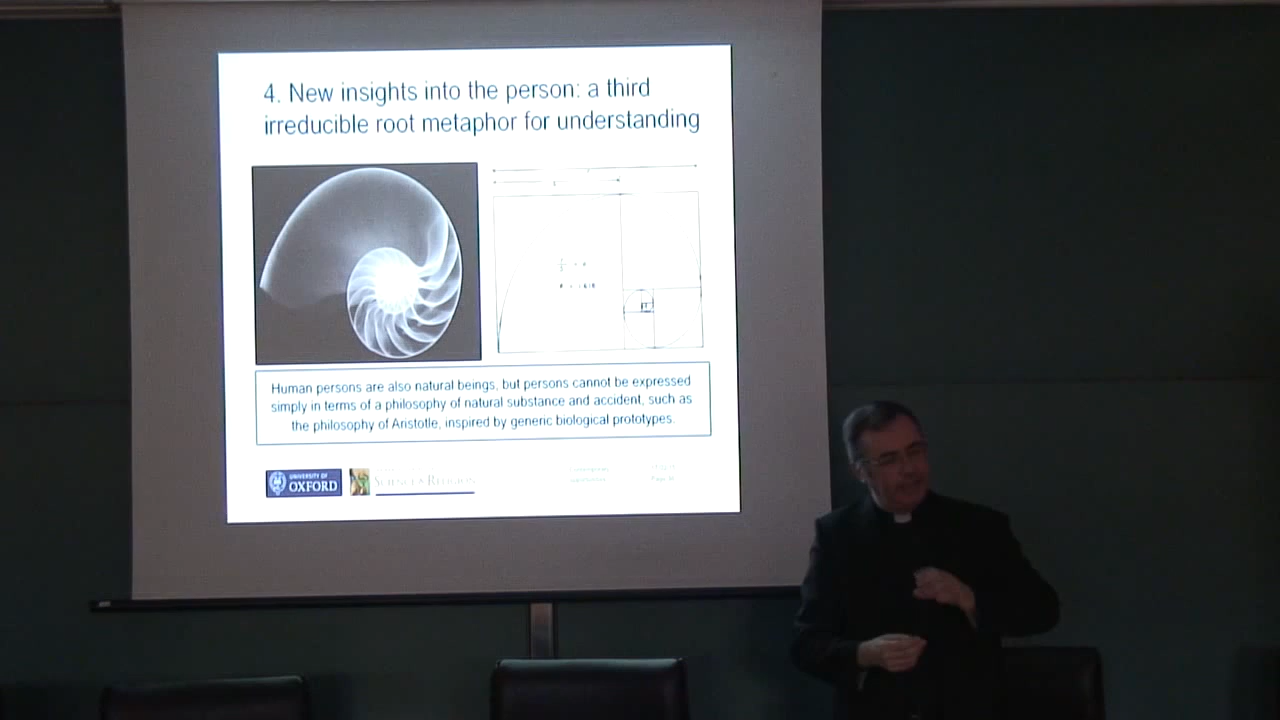 4. New insights into the person: a third
irreducible root metaphor for understanding
Human persons are also natural beings, but persons cannot be expressed
simply in terms of a philosophy of natural substance and accident, such as
the philosophy of Aristotle, inspired by generic biological prototypes.
UNIVERSITY OF
OXFORD
SCIENCE & RELIGION